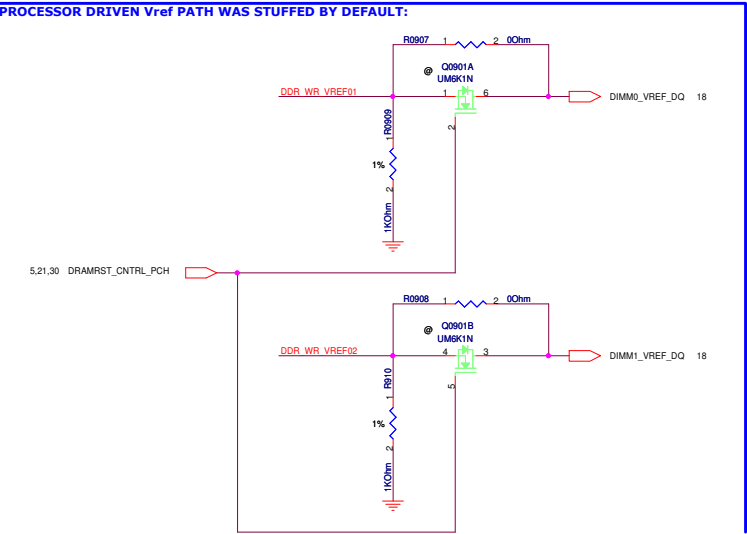 PROCESSOR DRIVEN Vref PATH WAS STUFFED BY DEFAULT:
R0907 1 2 0Ohm
@ Q0901A
UM6K1N
DDR_WR_VREF01 1 6 DIMM0_VREF_DQ 18
2
1 R0909
1%
2
1KOhm
5,21,30 DRAMRST_CNTRL_PCH
R0908 1 2 0Ohm
@ Q0901B
UM6K1N
DDR_WR_VREF02 4 3 DIMM1_VREF_DQ 18
5
1 R910
1%
2
1KOhm